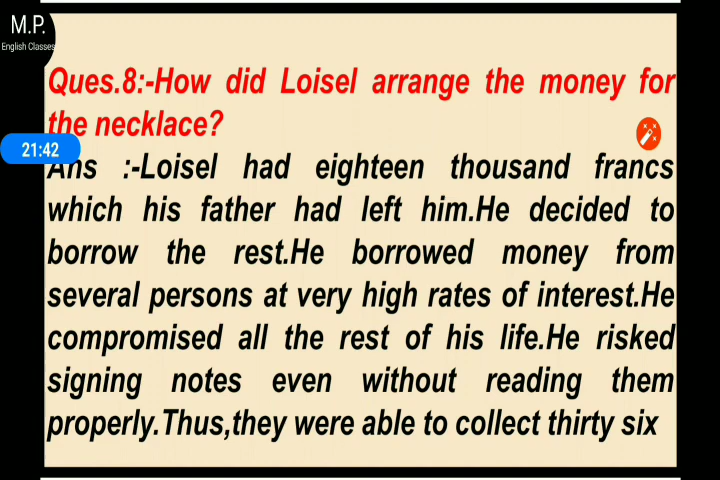 M.P.
English Classes
Ques.8:-How did Loisel arrange the money for
the necklace?
21:42
Ans :-Loisel had eighteen thousand francs
which his father had left him.He decided to
borrow the rest.He borrowed money from
several persons at very high rates of interest.He
compromised all the rest of his life.He risked
signing notes even without reading them
properly.Thus,they were able to collect thirty six